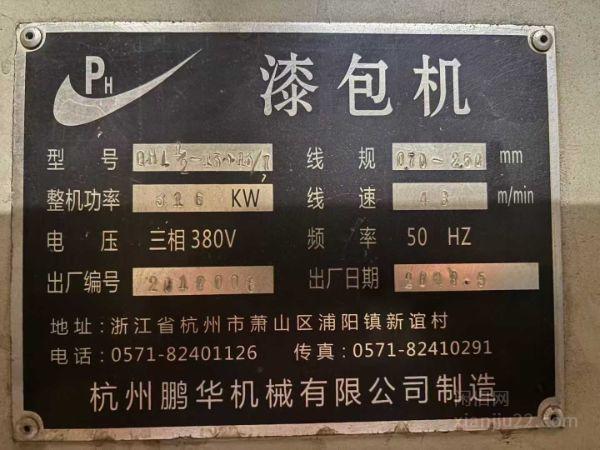 PH 漆包机
型号 线规 mm
整机功率 316 KW 线速 43 m/min
电压 三相380V 频率 50 HZ
出厂编号 出厂日期
地址:浙江省杭州市萧山区浦阳镇新谊村
电话:0571-82401126 传真:0571-82410291
杭州鹏华机械有限公司制造
xianjiu22.com